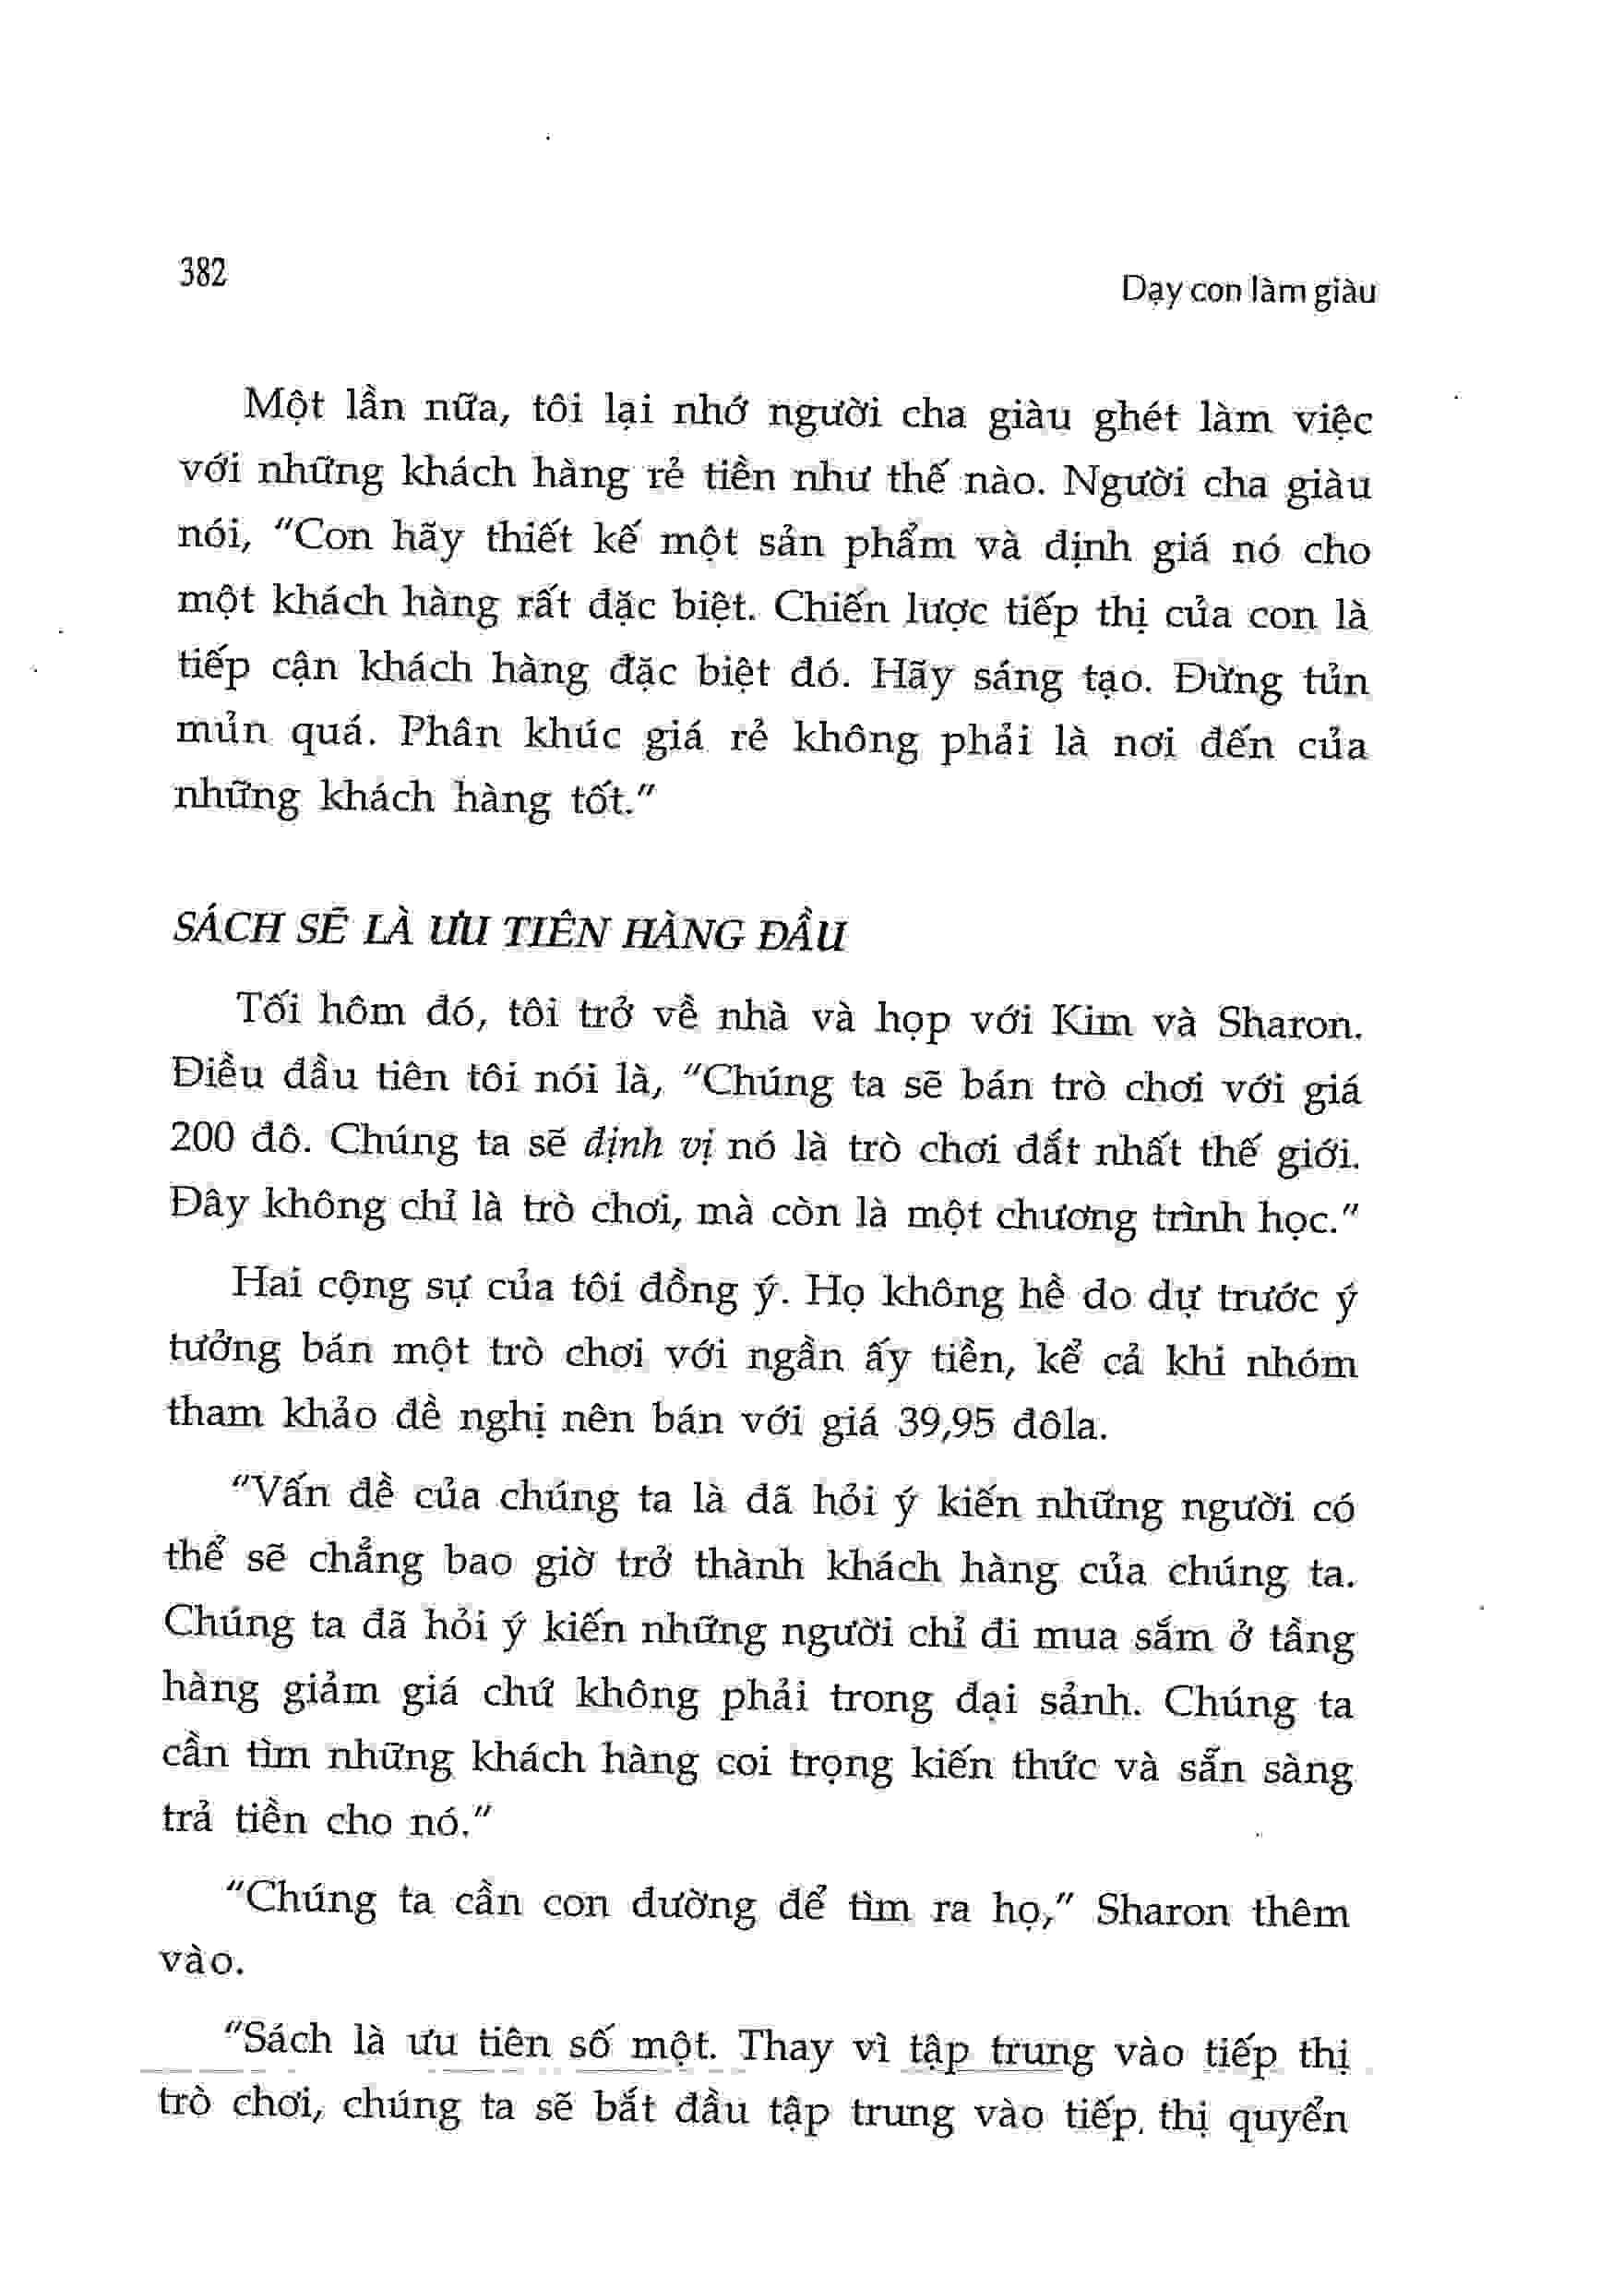 382
Dạy con làm giàu
Một lần nữa, tôi lại nhớ người cha giàu ghét làm việc
với những khách hàng rẻ tiền như thế nào. Người cha giàu
nói, "Con hãy thiết kế một sản phẩm và định giá nó cho
một khách hàng rất đặc biệt. Chiến lược tiếp thị của con là
tiếp cận khách hàng đặc biệt đó. Hãy sáng tạo. Đừng tủn
mủn quá. Phân khúc giá rẻ không phải là nơi đến của
những khách hàng tốt."
SÁCH SẼ LÀ ƯU TIÊN HÀNG ĐẦU
Tối hôm đó, tôi trở về nhà và họp với Kim và Sharon.
Điều đầu tiên tôi nói là, "Chúng ta sẽ bán trò chơi với giá
200 đô. Chúng ta sẽ định vị nó là trò chơi đắt nhất thế giới.
Đây không chỉ là trò chơi, mà còn là một chương trình học."
Hai cộng sự của tôi đồng ý. Họ không hề do dự trước ý
tưởng bán một trò chơi với ngần ấy tiền, kể cả khi nhóm
tham khảo đề nghị nên bán với giá 39,95 đôla.
"Vấn đề của chúng ta là đã hỏi ý kiến những người có
thể sẽ chẳng bao giờ trở thành khách hàng của chúng ta.
Chúng ta đã hỏi ý kiến những người chỉ đi mua sắm ở tầng
hàng giảm giá chứ không phải trong đại sảnh. Chúng ta
cần tìm những khách hàng coi trọng kiến thức và sẵn sàng
trả tiền cho nó."
"Chúng ta cần con đường để tìm ra họ," Sharon thêm
vào.
"Sách là ưu tiên số một. Thay vì tập trung vào tiếp thị
trò chơi, chúng ta sẽ bắt đầu tập trung vào tiếp thị quyển